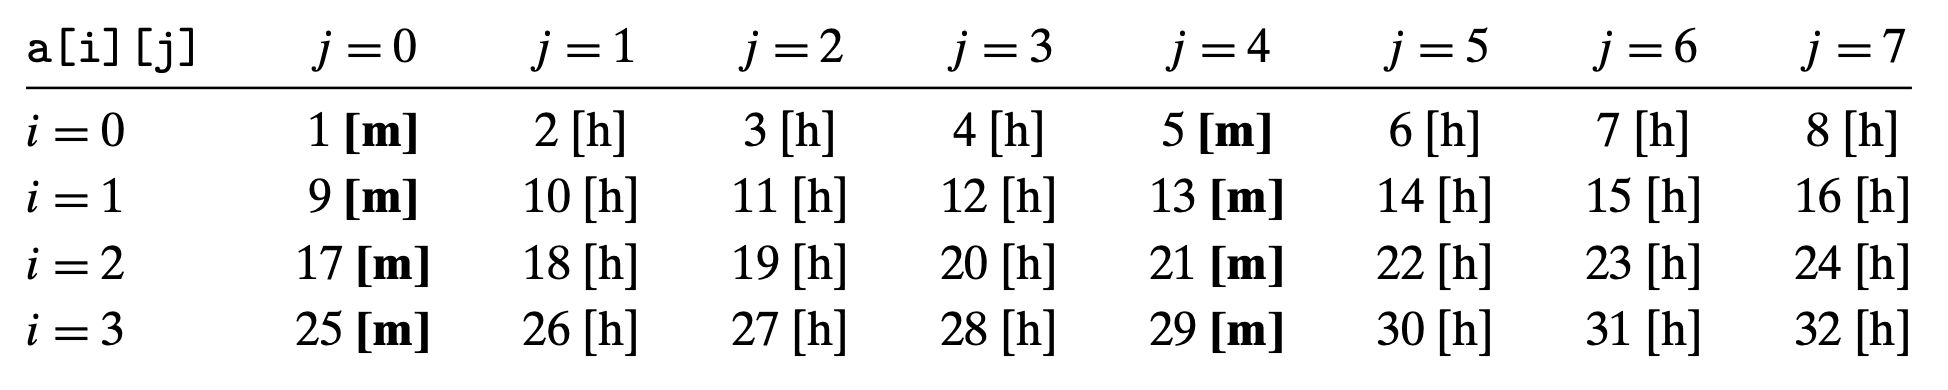 a[i][j] j = 0 j = 1 j = 2 j = 3 j = 4 j = 5 j = 6 j = 7
i = 0 1 [m] 2 [h] 3 [h] 4 [h] 5 [m] 6 [h] 7 [h] 8 [h]
i = 1 9 [m] 10 [h] 11 [h] 12 [h] 13 [m] 14 [h] 15 [h] 16 [h]
i = 2 17 [m] 18 [h] 19 [h] 20 [h] 21 [m] 22 [h] 23 [h] 24 [h]
i = 3 25 [m] 26 [h] 27 [h] 28 [h] 29 [m] 30 [h] 31 [h] 32 [h]